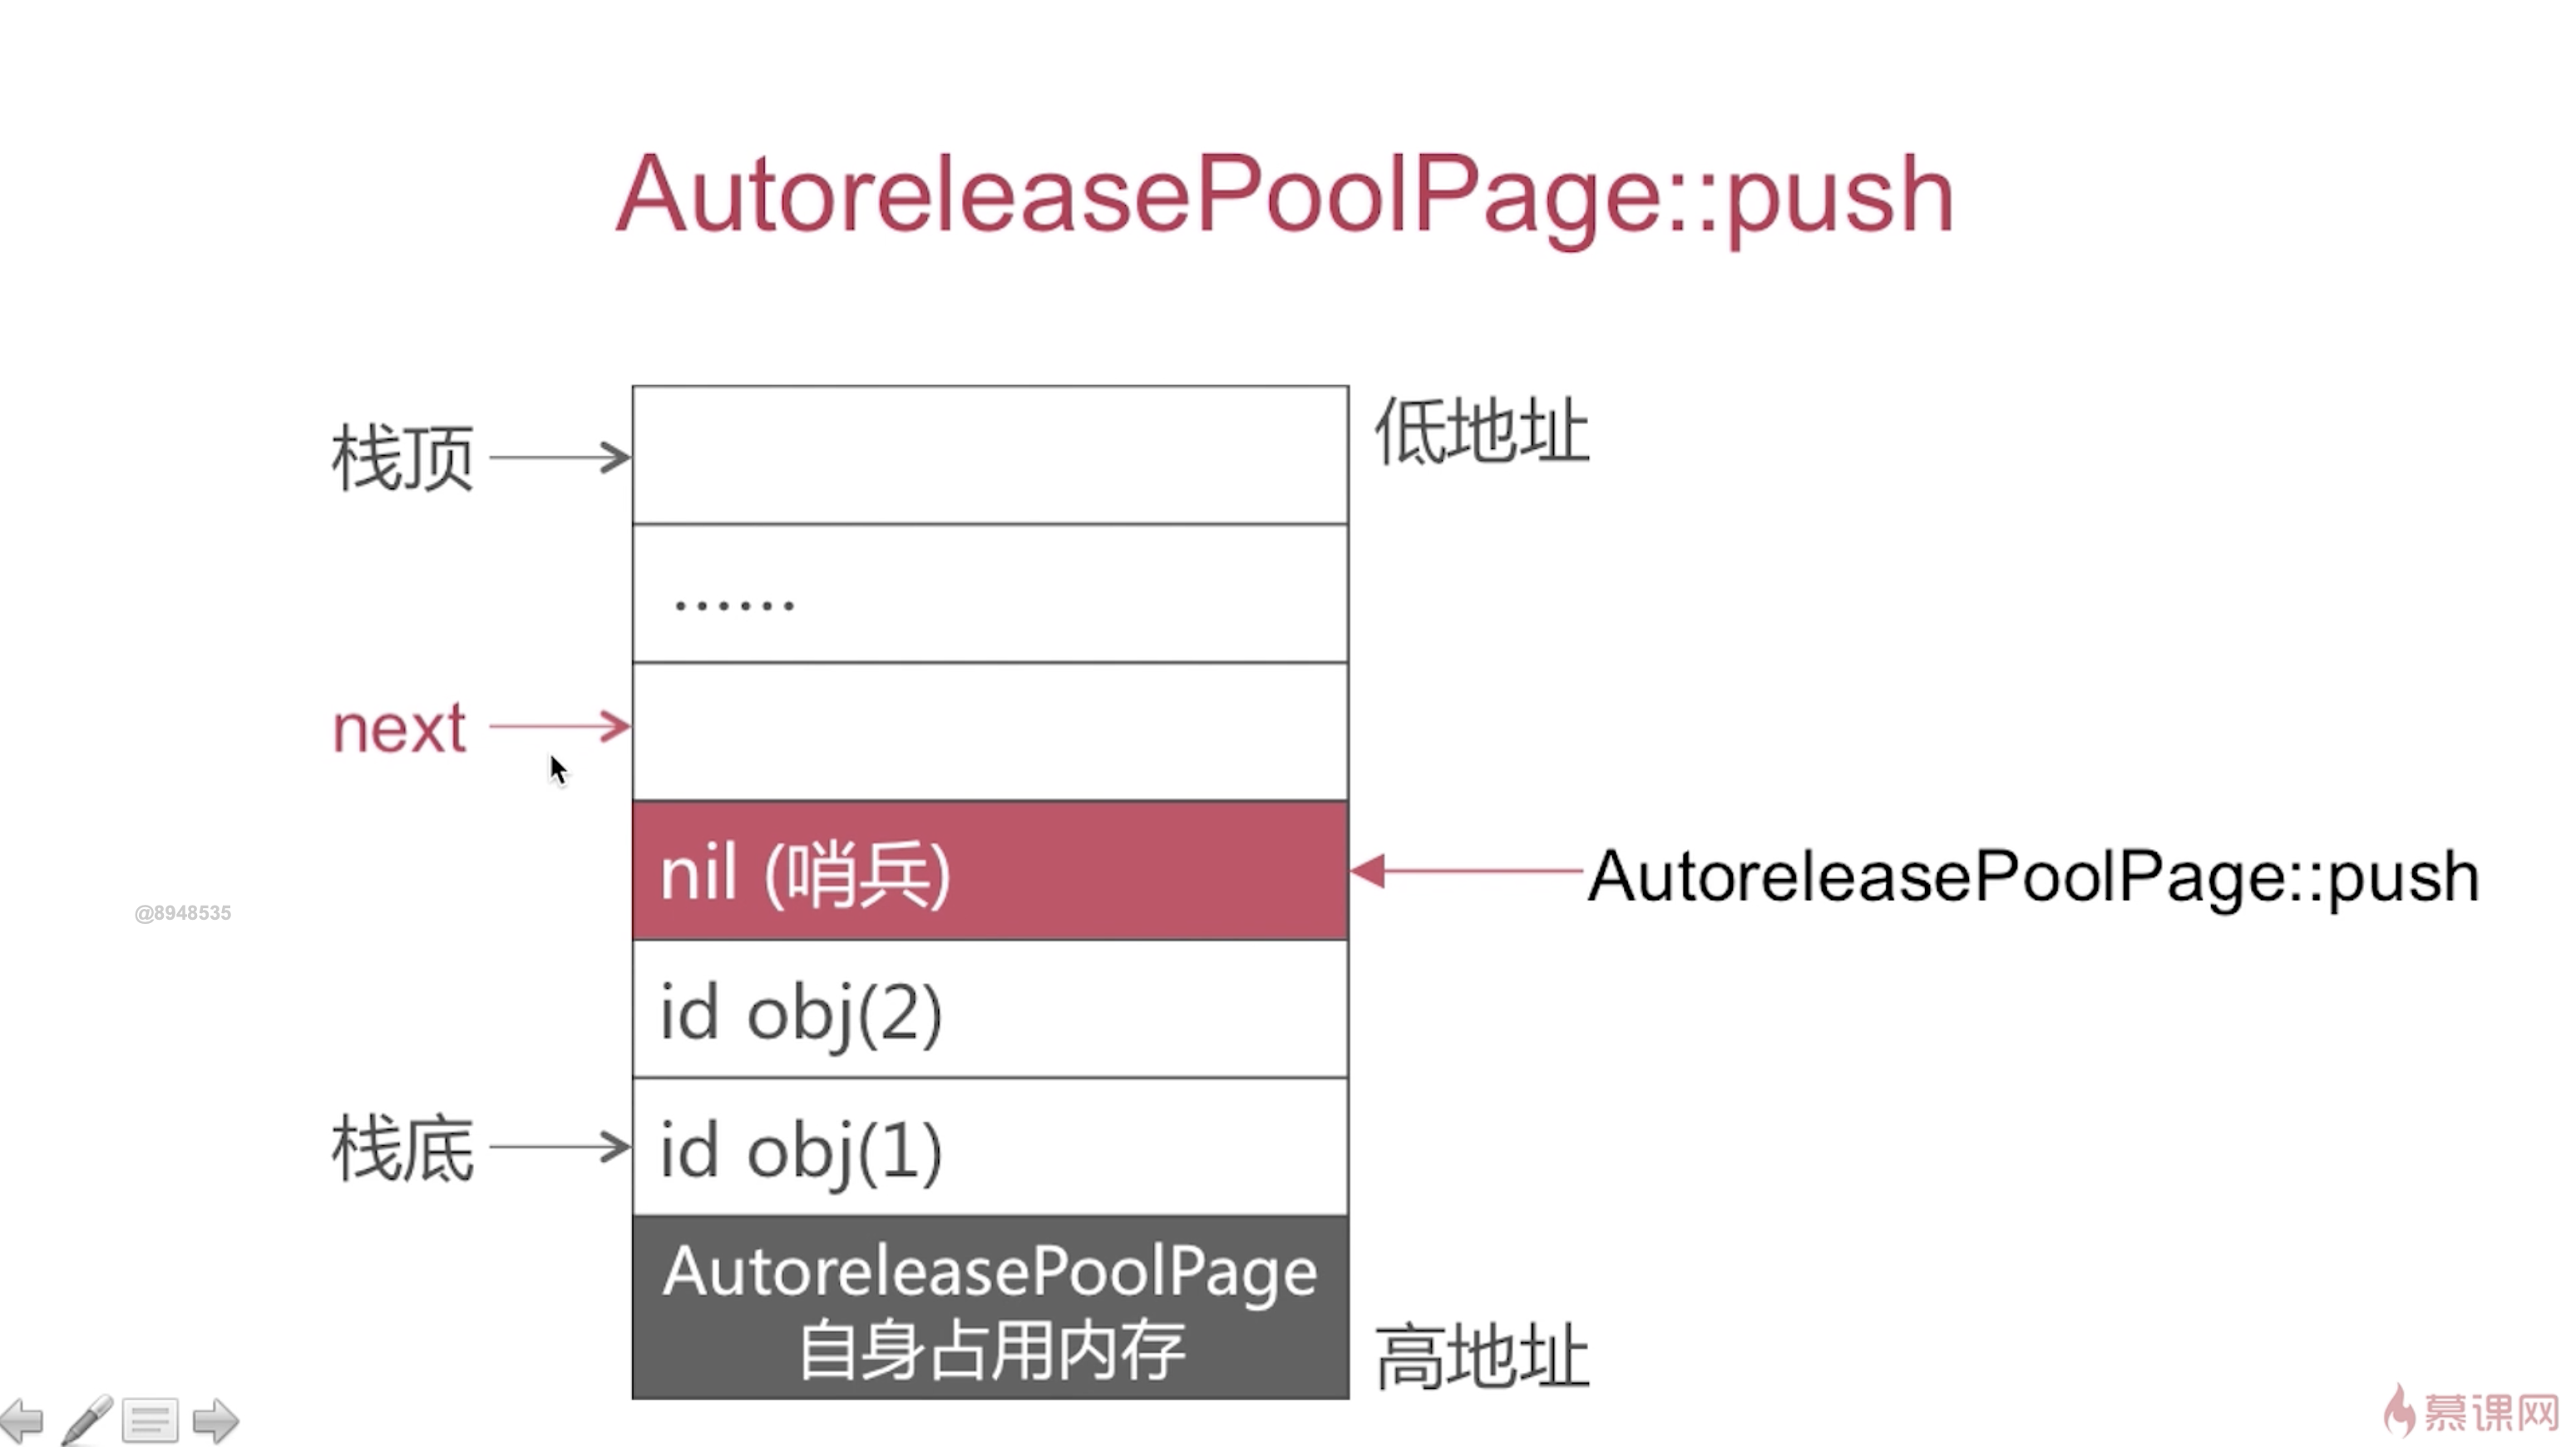 AutoreleasePoolPage::push
栈顶
低地址
......
next
nil (哨兵)
AutoreleasePoolPage::push
@8948535
id obj(2)
栈底
id obj(1)
AutoreleasePoolPage
自身占用内存
高地址
慕课网